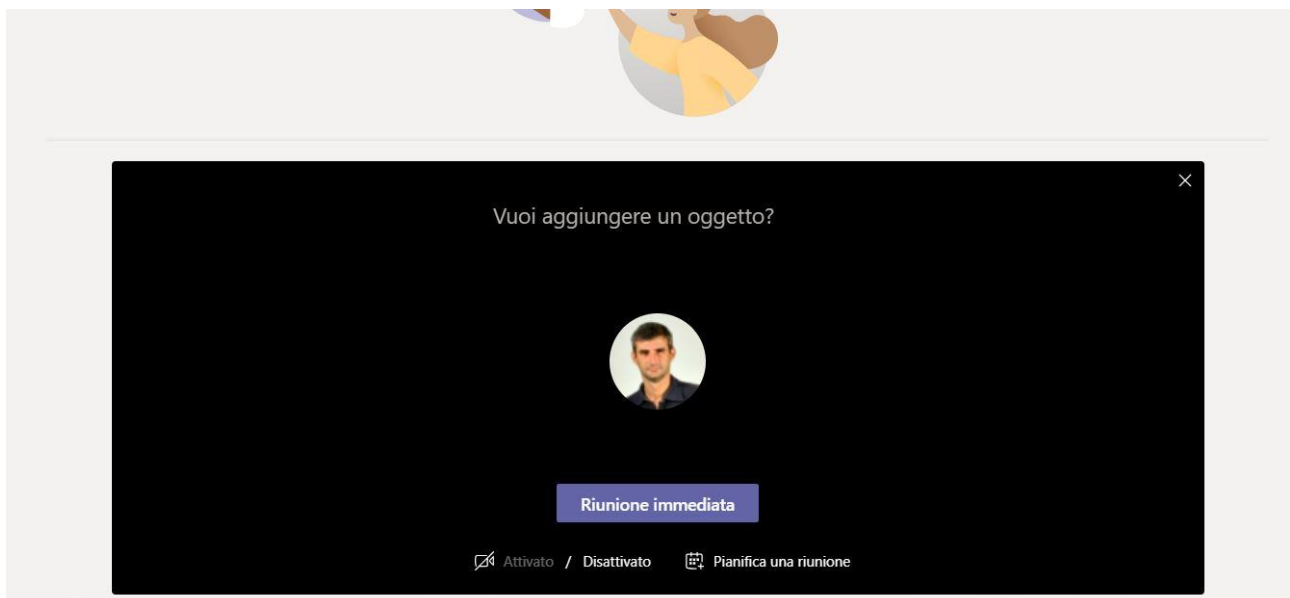 Vuoi aggiungere un oggetto?
Riunione immediata
Attivato / Disattivato Pianifica una riunione